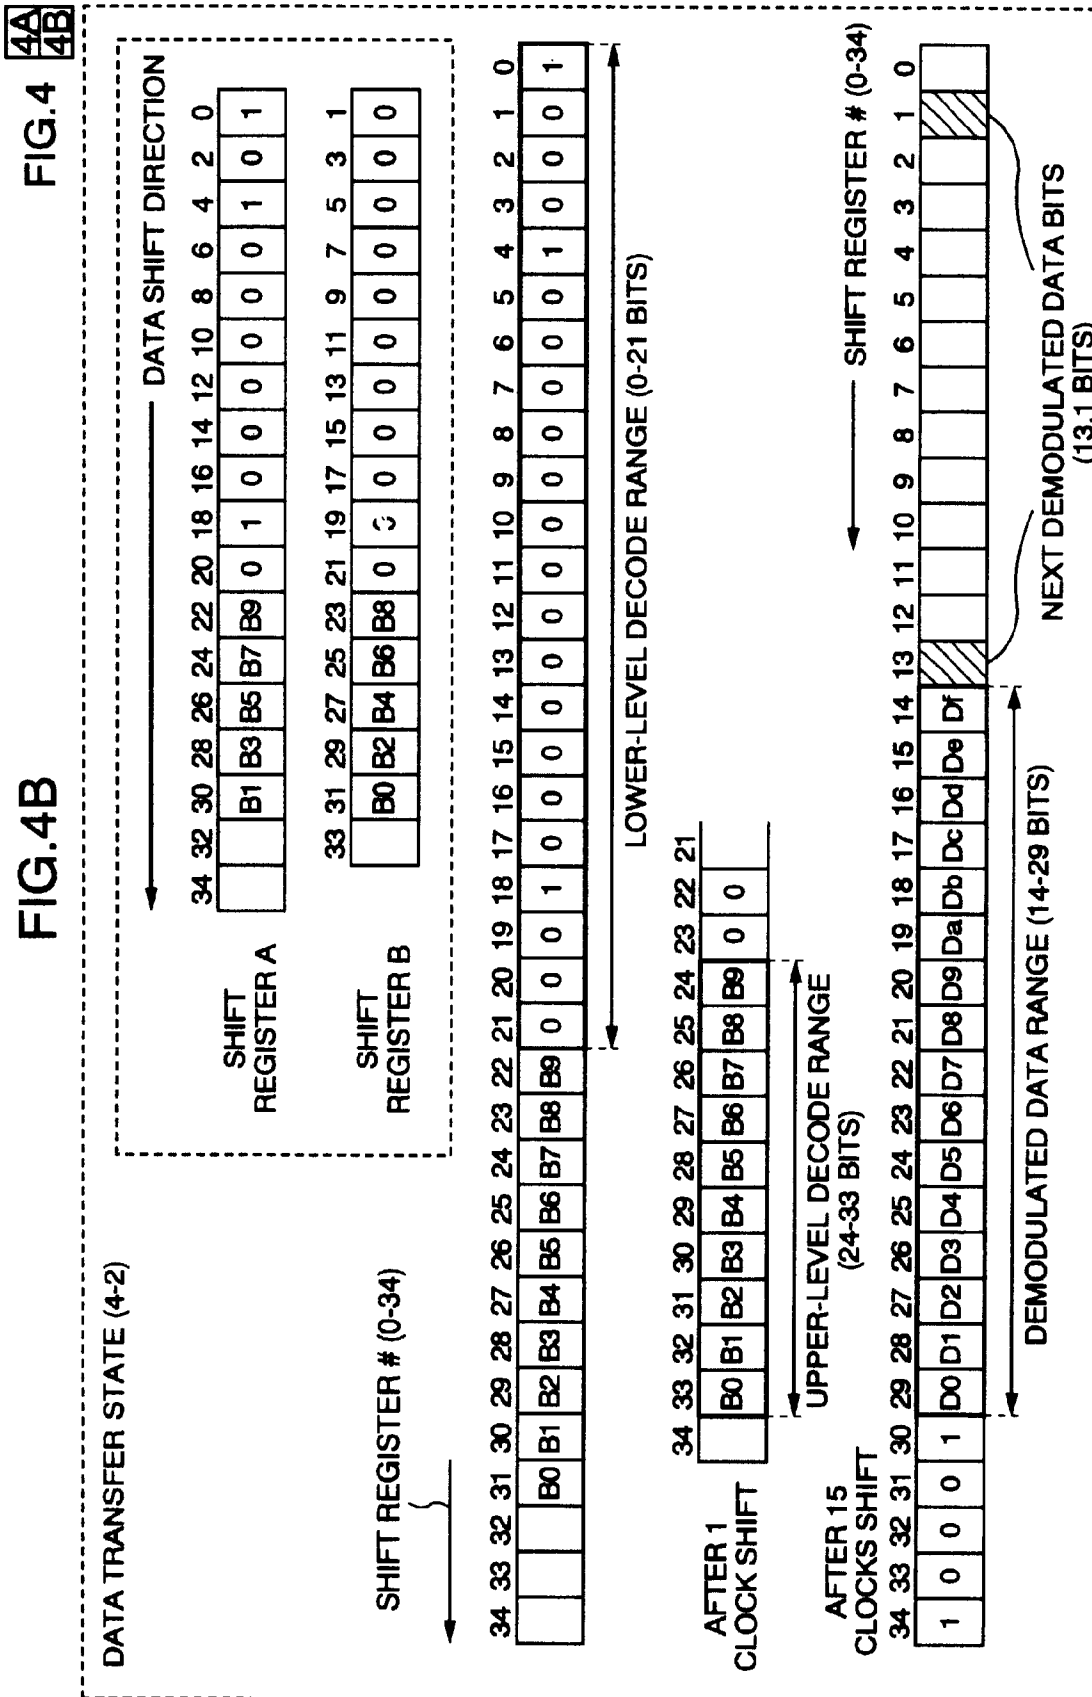 FIG.4B
FIG.4
4A
4B
DATA TRANSFER STATE (4-2)
DATA SHIFT DIRECTION
34 32 30 28 26 24 22 20 18 16 14 12 10 8 6 4 2 0
SHIFT REGISTER A
B1 B3 B5 B7 B9 0 1 0 0 0 0 0 0 1 0 1
33 31 29 27 25 23 21 19 17 15 13 11 9 7 5 3 1
SHIFT REGISTER B
B0 B2 B4 B6 B8 0 0 0 0 0 0 0 0 0 0
SHIFT REGISTER # (0-34)
34 33 32 31 30 29 28 27 26 25 24 23 22 21 20 19 18 17 16 15 14 13 12 11 10 9 8 7 6 5 4 3 2 1 0
B0 B1 B2 B3 B4 B5 B6 B7 B8 B9 0 0 0 1 0 0 0 0 0 0 0 0 0 0 0 0 0 1 0 0 0 1
LOWER-LEVEL DECODE RANGE (0-21 BITS)
AFTER 1
CLOCK SHIFT
34 33 32 31 30 29 28 27 26 25 24 23 22 21
B0 B1 B2 B3 B4 B5 B6 B7 B8 B9 0 0
UPPER-LEVEL DECODE RANGE
(24-33 BITS)
SHIFT REGISTER # (0-34)
AFTER 15
CLOCKS SHIFT
34 33 32 31 30 29 28 27 26 25 24 23 22 21 20 19 18 17 16 15 14 13 12 11 10 9 8 7 6 5 4 3 2 1 0
1 0 0 0 1 D0 D1 D2 D3 D4 D5 D6 D7 D8 D9 Da Db Dc Dd De Df
DEMODULATED DATA RANGE (14-29 BITS)
NEXT DEMODULATED DATA BITS
(13,1 BITS)